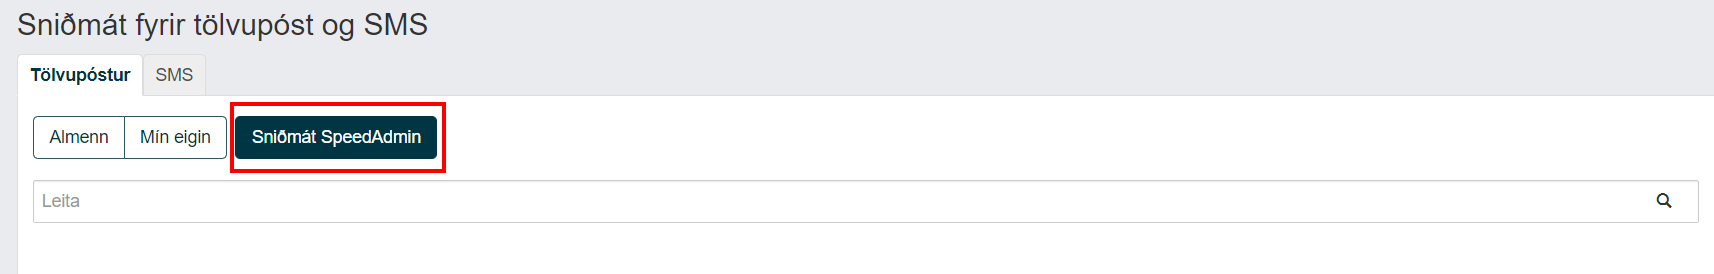 Sniðmát fyrir tölvupóst og SMS
Tölvupóstur SMS
Almenn Mín eigin Sniðmát SpeedAdmin
Leita